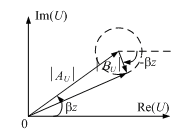 Im(U)
|A_U|
|B_U|
βz
βz
Re(U)
0